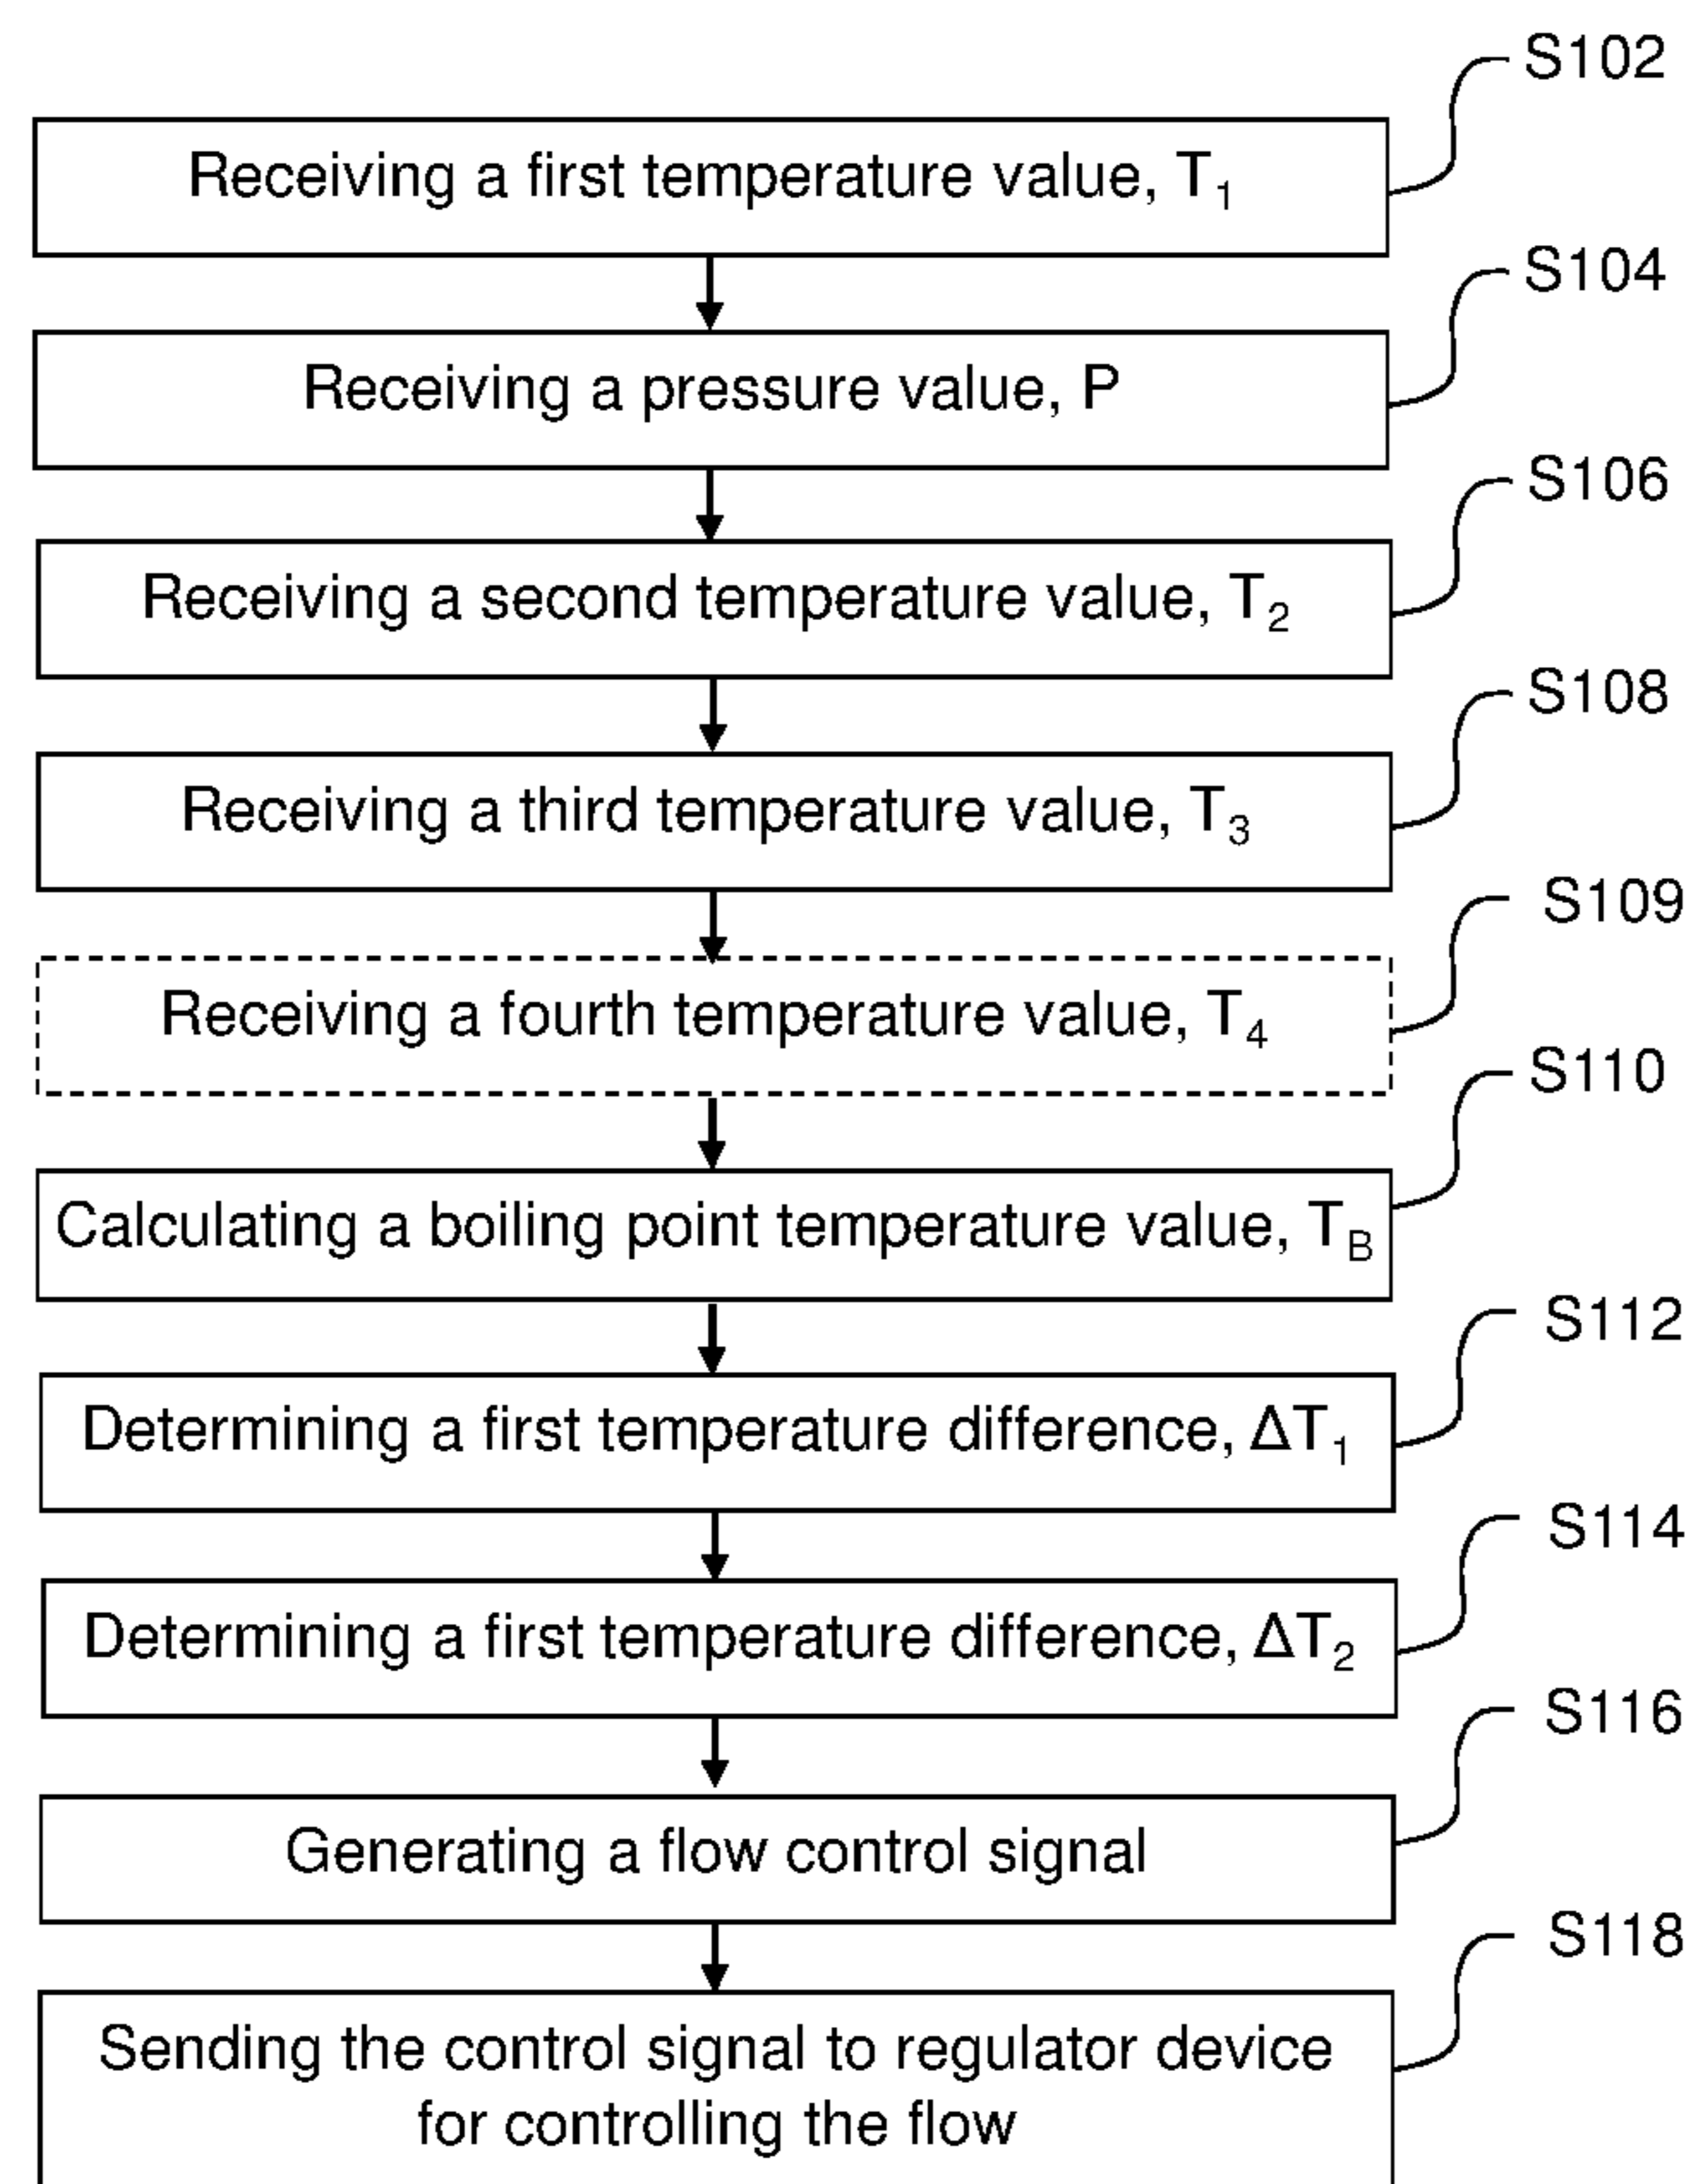 S102
Receiving a first temperature value, T₁
S104
Receiving a pressure value, P
S106
Receiving a second temperature value, T₂
S108
Receiving a third temperature value, T₃
S109
Receiving a fourth temperature value, T₄
S110
Calculating a boiling point temperature value, T_B
S112
Determining a first temperature difference, ΔT₁
S114
Determining a first temperature difference, ΔT₂
S116
Generating a flow control signal
S118
Sending the control signal to regulator device
for controlling the flow